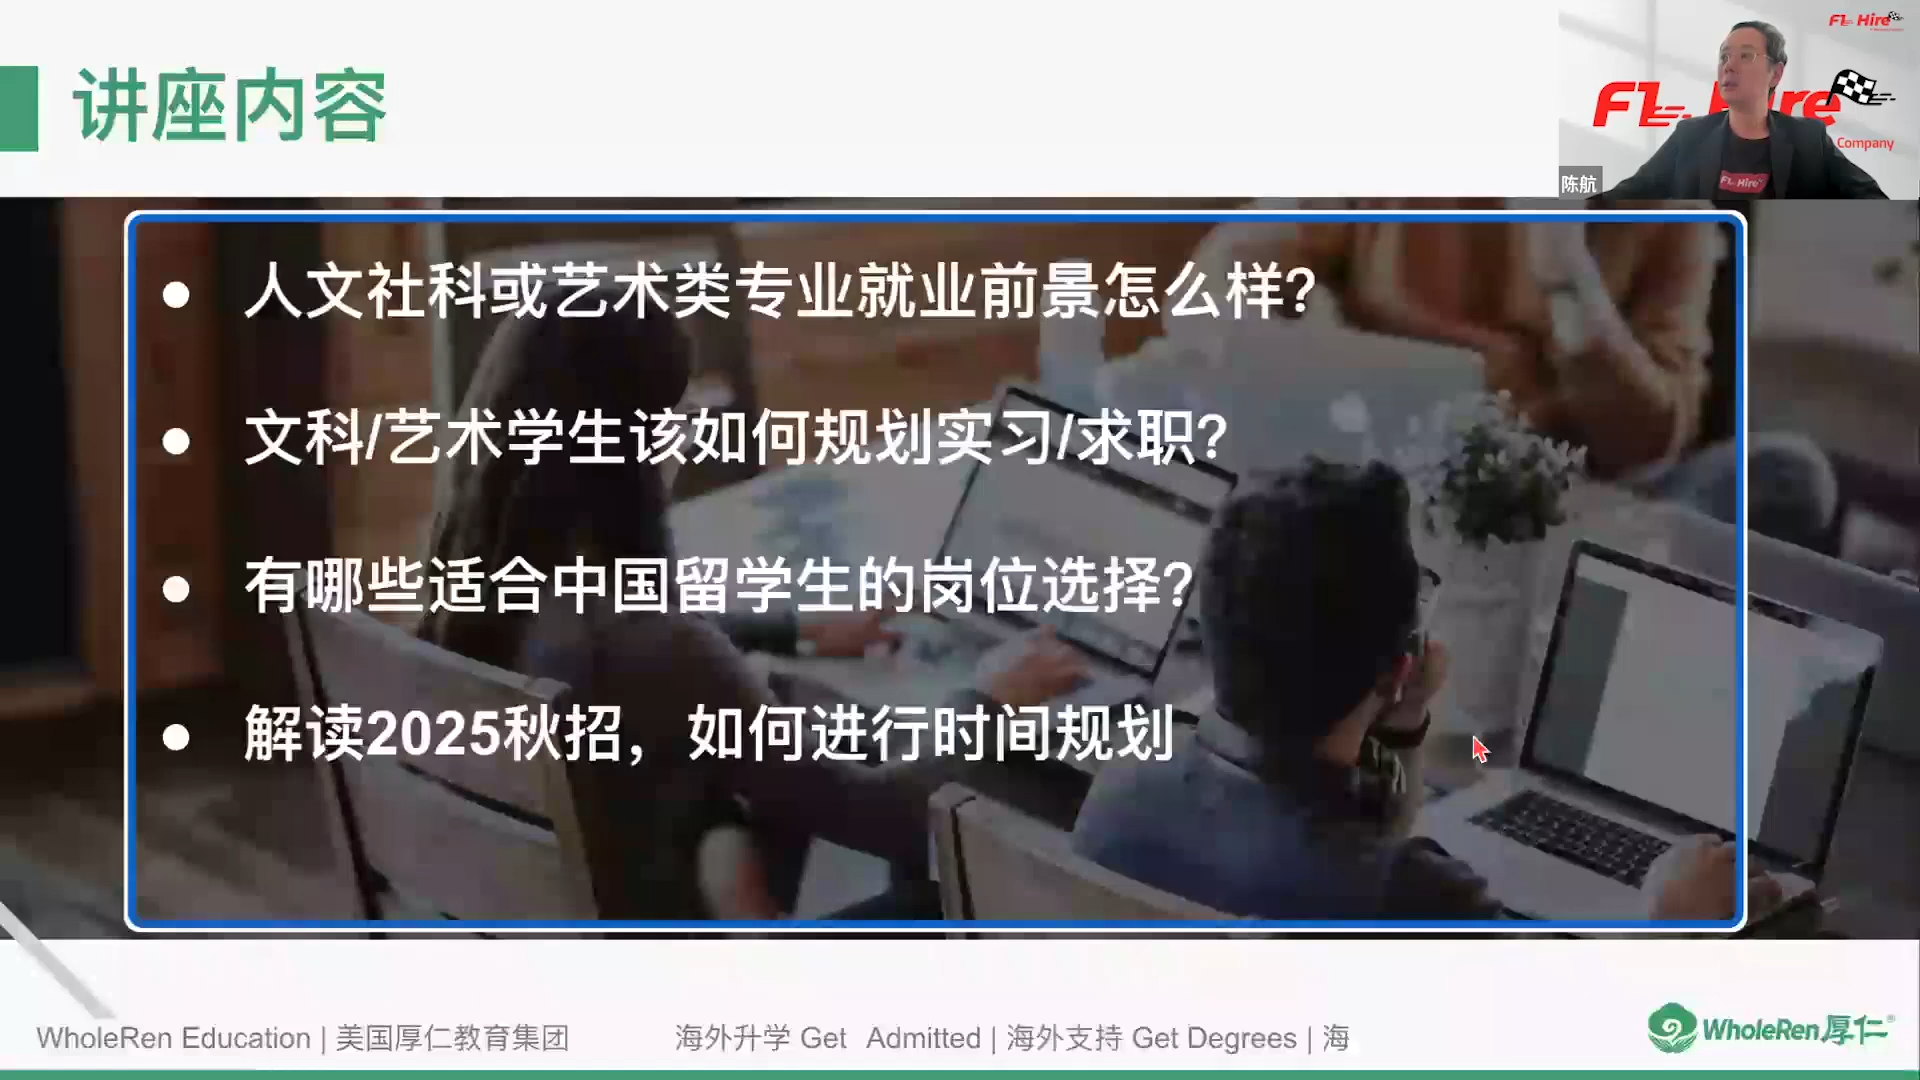 讲座内容
F1 Hire
F1 Hire
Company
F1 Hire
陈航
人文社科或艺术类专业就业前景怎么样?
文科/艺术学生该如何规划实习/求职?
有哪些适合中国留学生的岗位选择?
解读2025秋招，如何进行时间规划
WholeRen Education | 美国厚仁教育集团
海外升学 Get Admitted | 海外支持 Get Degrees | 海
WholeRen厚仁®